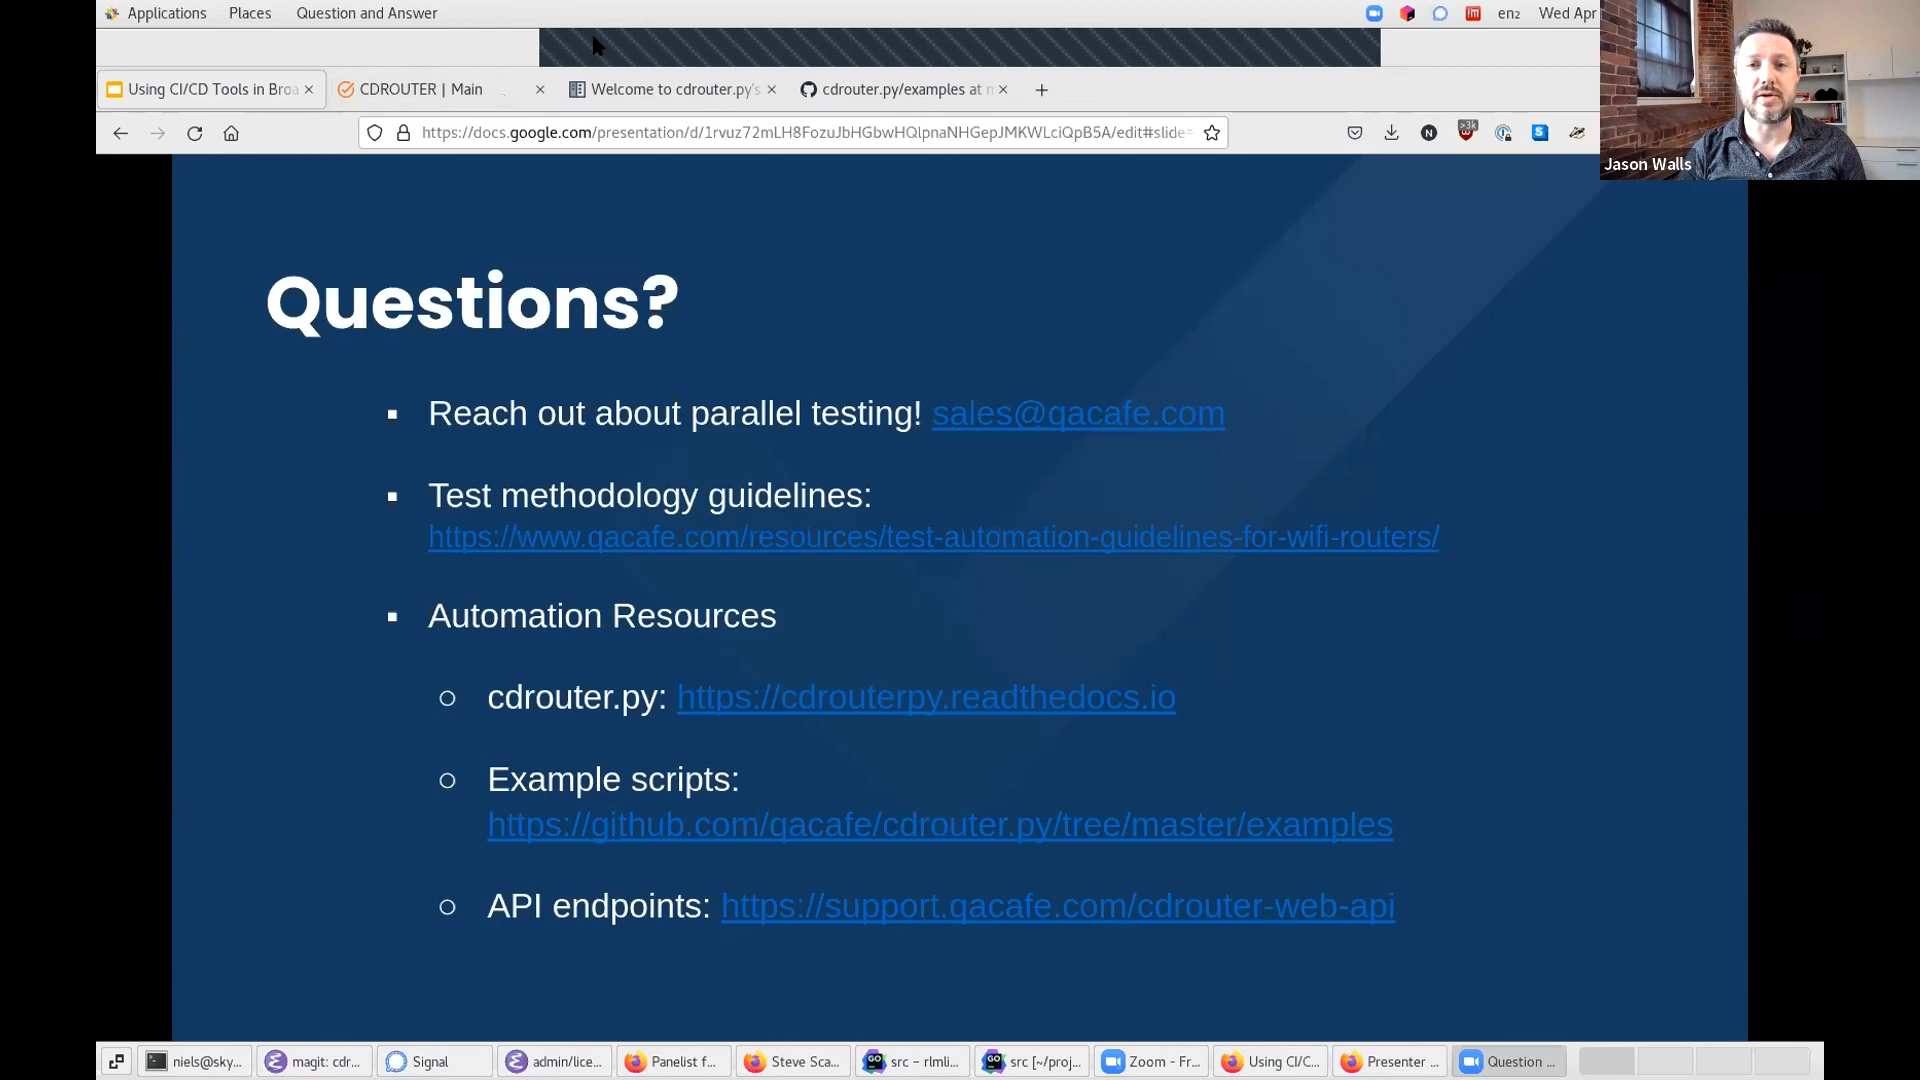 Applications Places Question and Answer en₂ Wed Apr
Using CI/CD Tools in Broa CDROUTER | Main Welcome to cdrouter.py's cdrouter.py/examples at m
https://docs.google.com/presentation/d/1rvuz72mLH8FozuJbHGbwHQlpnaNHGepJMKWLciQpB5A/edit#slide=
>3k
Jason Walls
Questions?
▪ Reach out about parallel testing! sales@qacafe.com
▪ Test methodology guidelines:
https://www.qacafe.com/resources/test-automation-guidelines-for-wifi-routers/
▪ Automation Resources
○ cdrouter.py: https://cdrouterpy.readthedocs.io
○ Example scripts:
https://github.com/qacafe/cdrouter.py/tree/master/examples
○ API endpoints: https://support.qacafe.com/cdrouter-web-api
niels@sky... magit: cdr... Signal admin/lice... Panelist f... Steve Sca... src – rlmli... src [~/proj... Zoom - Fr... Using CI/C... Presenter ... Question ...